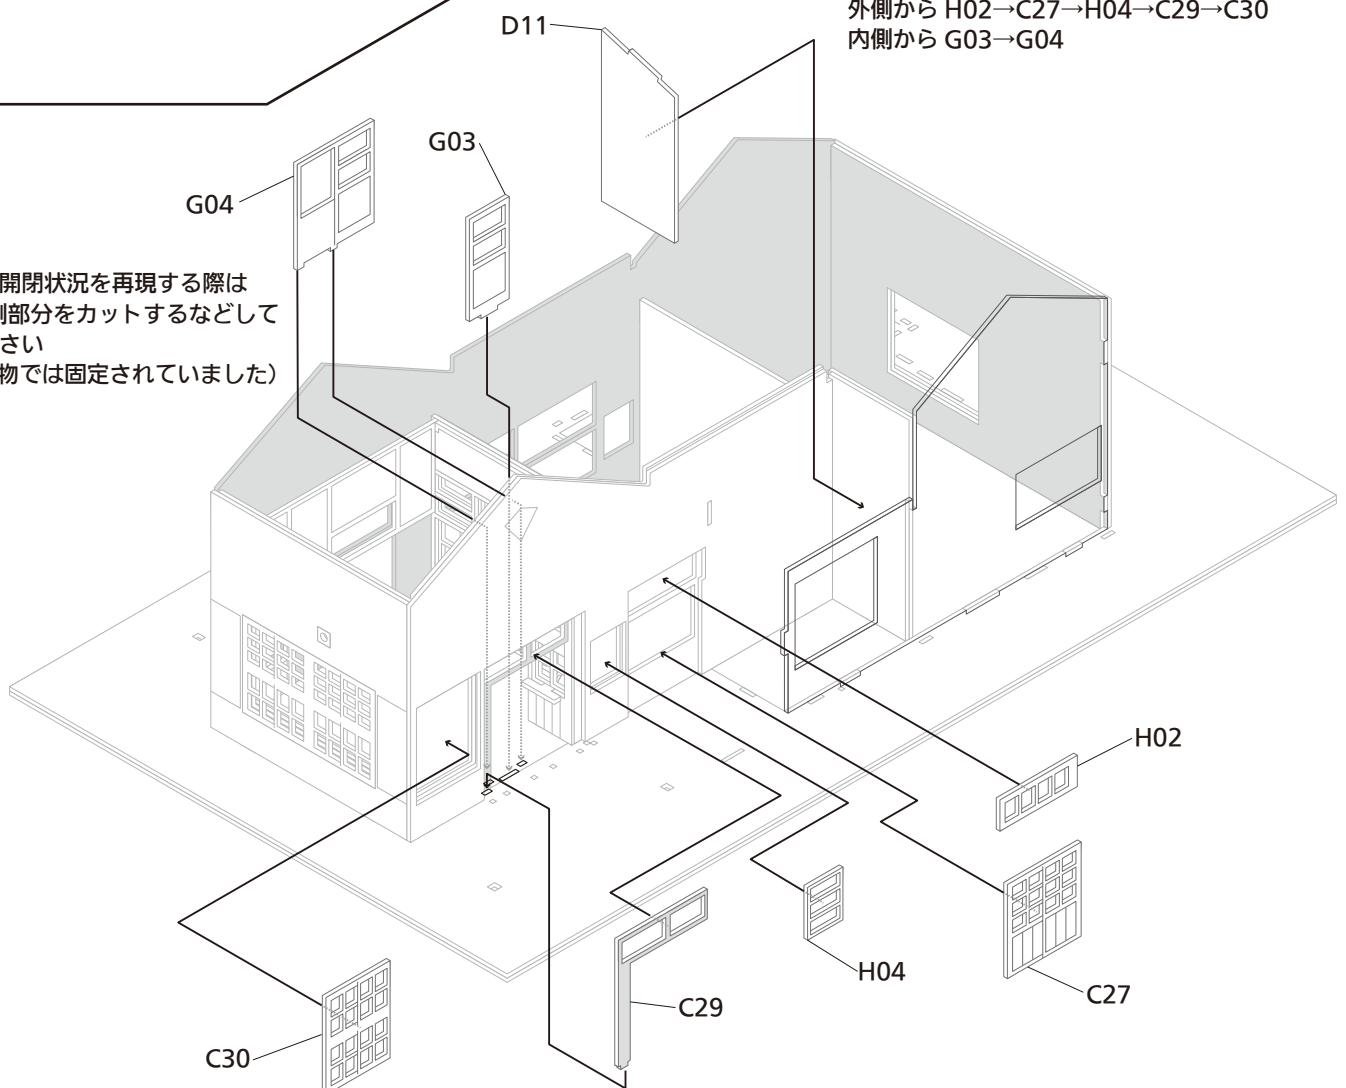 外側から H02→C27→H04→C29→C30
内側から G03→G04
D11
G03
G04
開閉状況を再現する際は
部分をカットするなどして
さい
物では固定されていました）
H02
H04
C27
C29
C30